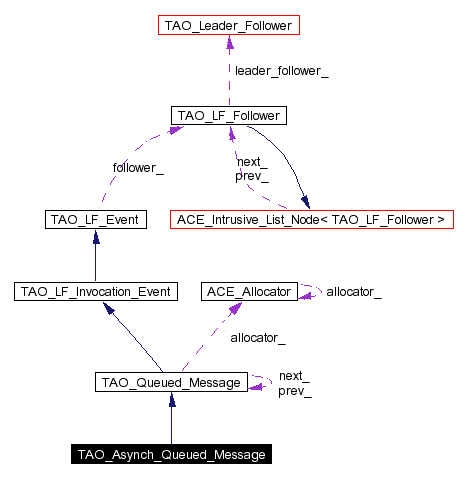 TAO_Leader_Follower
leader_follower_
TAO_LF_Follower
follower_
next_
prev_
TAO_LF_Event
ACE_Intrusive_List_Node< TAO_LF_Follower >
TAO_LF_Invocation_Event
ACE_Allocator
allocator_
allocator_
TAO_Queued_Message
next_
prev_
TAO_Asynch_Queued_Message